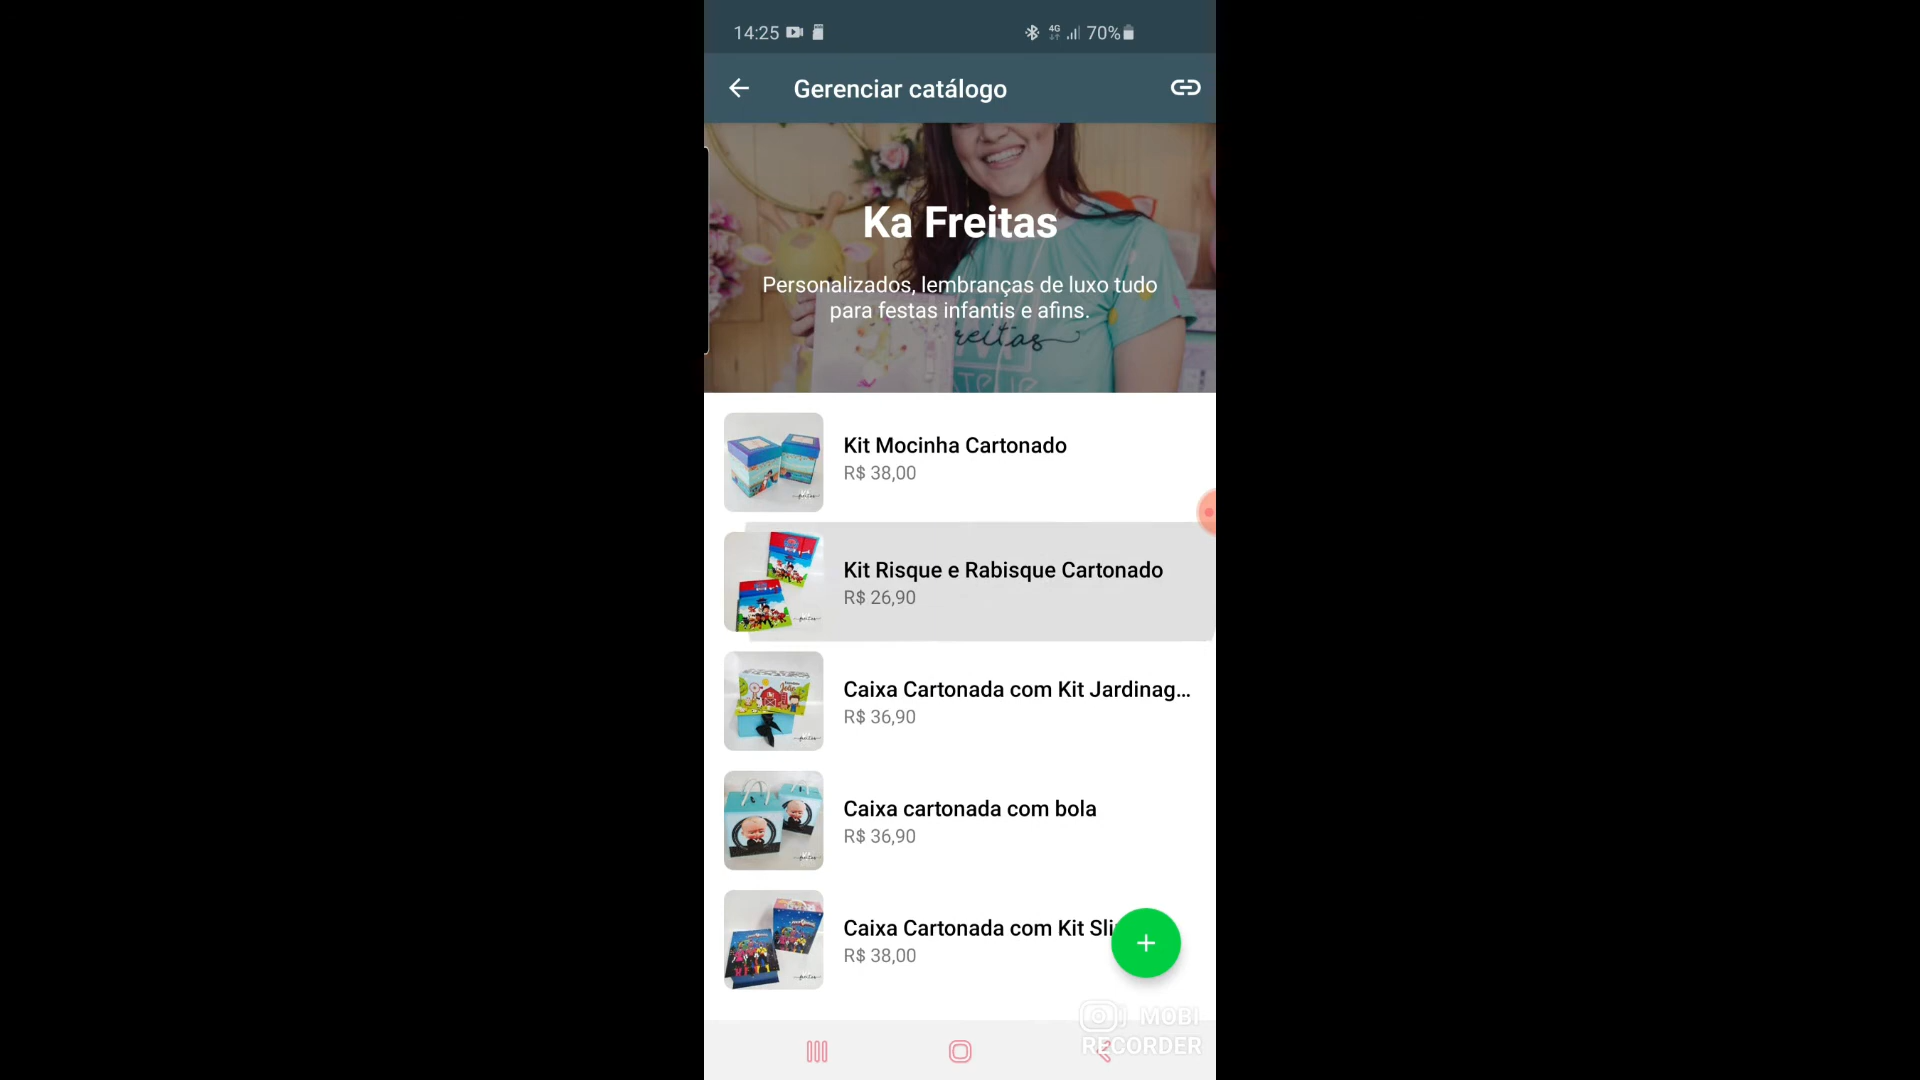 14:25 4G 70%
Gerenciar catálogo
Ka Freitas
Personalizados, lembranças de luxo tudo
para festas infantis e afins.
reitas
Kit Mocinha Cartonado
R$ 38,00
Kit Risque e Rabisque Cartonado
R$ 26,90
Caixa Cartonada com Kit Jardinag...
R$ 36,90
Caixa cartonada com bola
R$ 36,90
Caixa Cartonada com Kit Sli
R$ 38,00
+
MOBI
RECORDER